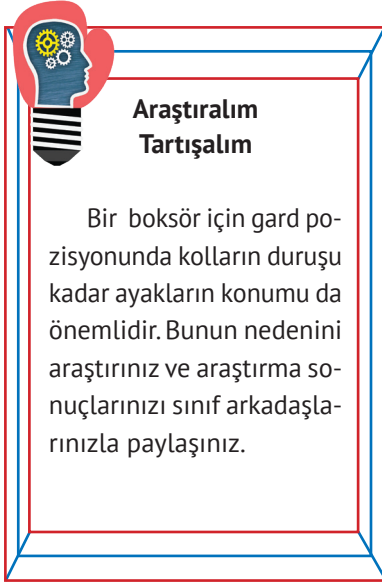 Araştıralım
Tartışalım
Bir boksör için gard po-
zisyonunda kolların duruşu
kadar ayakların konumu da
önemlidir. Bunun nedenini
araştırınız ve araştırma so-
nuçlarınızı sınıf arkadaşla-
rınızla paylaşınız.